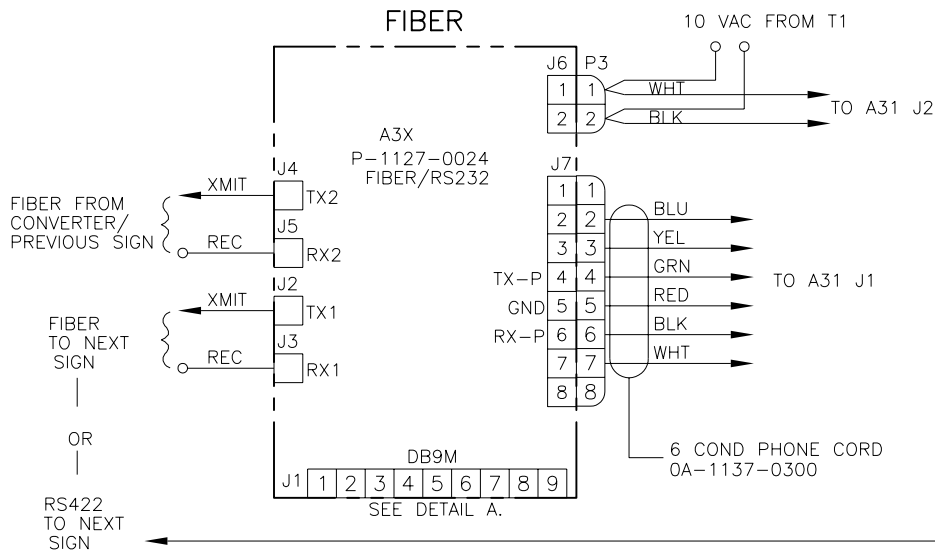 FIBER
10 VAC FROM T1
J6 P3
1 1 WHT
2 2 BLK
TO A31 J2
A3X
P-1127-0024
FIBER/RS232
J7
1 1
2 2 BLU
3 3 YEL
TX-P 4 4 GRN
GND 5 5 RED
RX-P 6 6 BLK
7 7 WHT
8 8
TO A31 J1
6 COND PHONE CORD
0A-1137-0300
J4
XMIT TX2
J5
REC RX2
FIBER FROM
CONVERTER/
PREVIOUS SIGN
J2
XMIT TX1
J3
REC RX1
FIBER
TO NEXT
SIGN
OR
RS422
TO NEXT
SIGN
DB9M
J1 1 2 3 4 5 6 7 8 9
SEE DETAIL A.